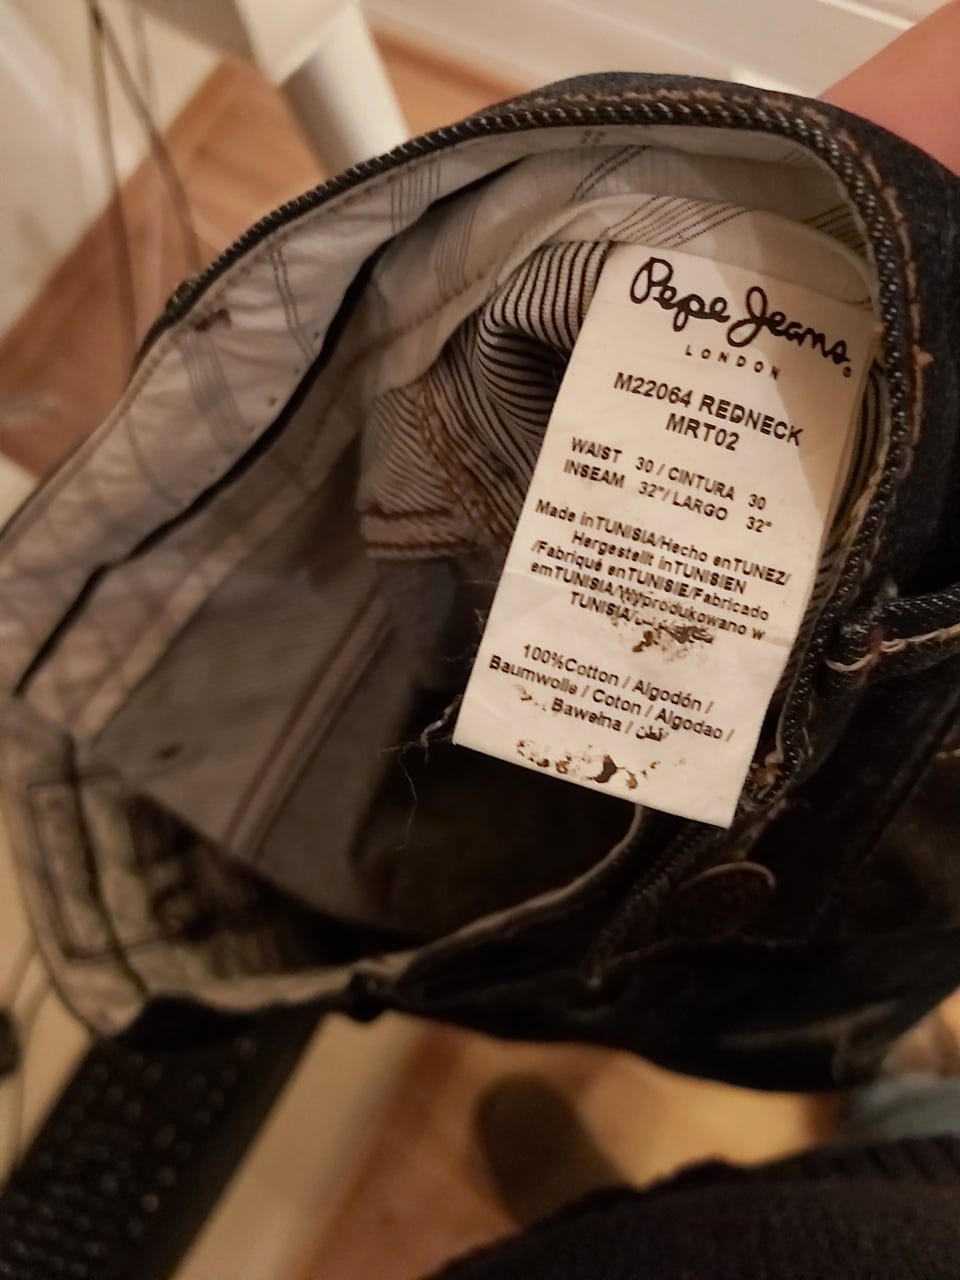 Pepe Jeans®
LONDON
M22064 REDNECK
MRT02
WAIST 30 / CINTURA 30
INSEAM 32"/ LARGO 32"
Made in TUNISIA/Hecho en TUNEZ/
Hergestellt in TUNISIEN
/Fabriqué en TUNISIE/Fabricado
em TUNISIA/Wyprodukowano w
TUNISIA/
100%Cotton / Algodón /
Baumwolle / Coton / Algodao /
Bawełna / قطن